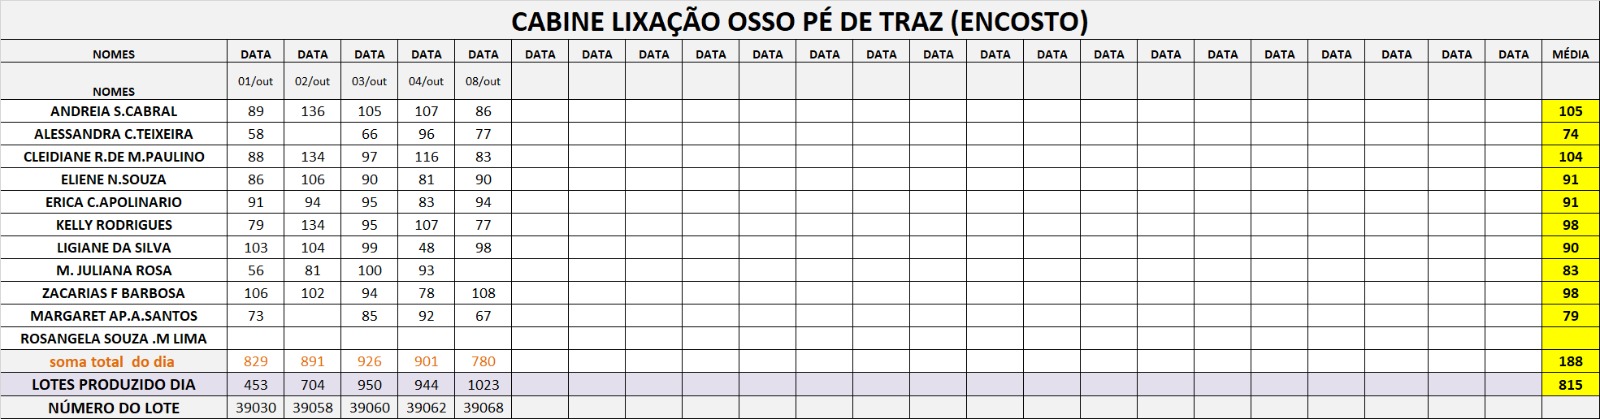 CABINE LIXAÇÃO OSSO PÉ DE TRAZ (ENCOSTO)
NOMES DATA DATA DATA DATA DATA DATA DATA DATA DATA DATA DATA DATA DATA DATA DATA DATA DATA DATA DATA DATA DATA DATA DATA MÉDIA
NOMES 01/out 02/out 03/out 04/out 08/out
ANDREIA S.CABRAL 89 136 105 107 86 105
ALESSANDRA C.TEIXEIRA 58 66 96 77 74
CLEIDIANE R.DE M.PAULINO 88 134 97 116 83 104
ELIENE N.SOUZA 86 106 90 81 90 91
ERICA C.APOLINARIO 91 94 95 83 94 91
KELLY RODRIGUES 79 134 95 107 77 98
LIGIANE DA SILVA 103 104 99 48 98 90
M. JULIANA ROSA 56 81 100 93 83
ZACARIAS F BARBOSA 106 102 94 78 108 98
MARGARET AP.A.SANTOS 73 85 92 67 79
ROSANGELA SOUZA .M LIMA
soma total do dia 829 891 926 901 780 188
LOTES PRODUZIDO DIA 453 704 950 944 1023 815
NÚMERO DO LOTE 39030 39058 39060 39062 39068